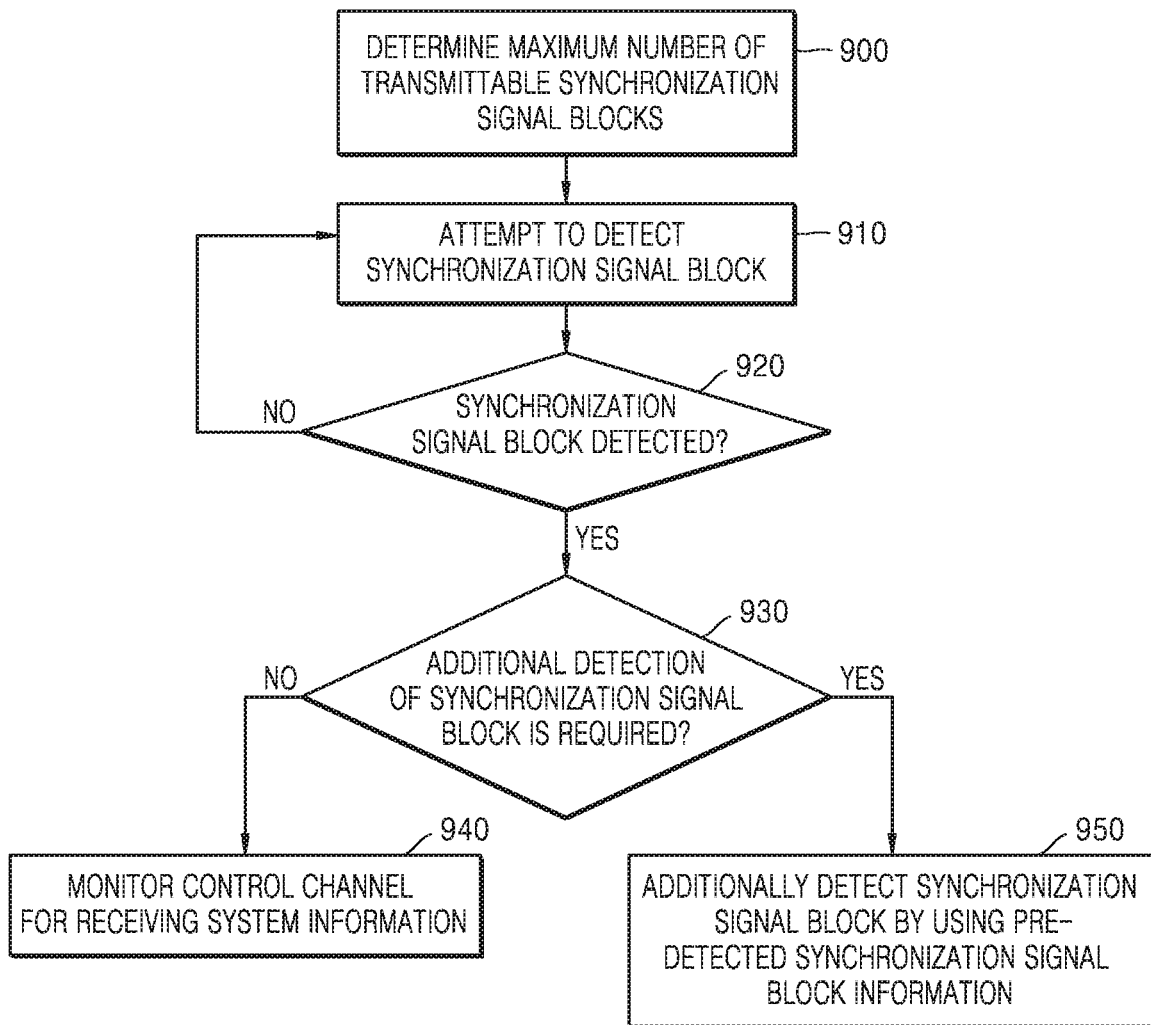 DETERMINE MAXIMUM NUMBER OF
TRANSMITTABLE SYNCHRONIZATION
SIGNAL BLOCKS
900
ATTEMPT TO DETECT
SYNCHRONIZATION SIGNAL BLOCK
910
920
NO
SYNCHRONIZATION
SIGNAL BLOCK DETECTED?
YES
930
NO
ADDITIONAL DETECTION
OF SYNCHRONIZATION SIGNAL
BLOCK IS REQUIRED?
YES
940
MONITOR CONTROL CHANNEL
FOR RECEIVING SYSTEM INFORMATION
950
ADDITIONALLY DETECT SYNCHRONIZATION
SIGNAL BLOCK BY USING PRE-
DETECTED SYNCHRONIZATION SIGNAL
BLOCK INFORMATION